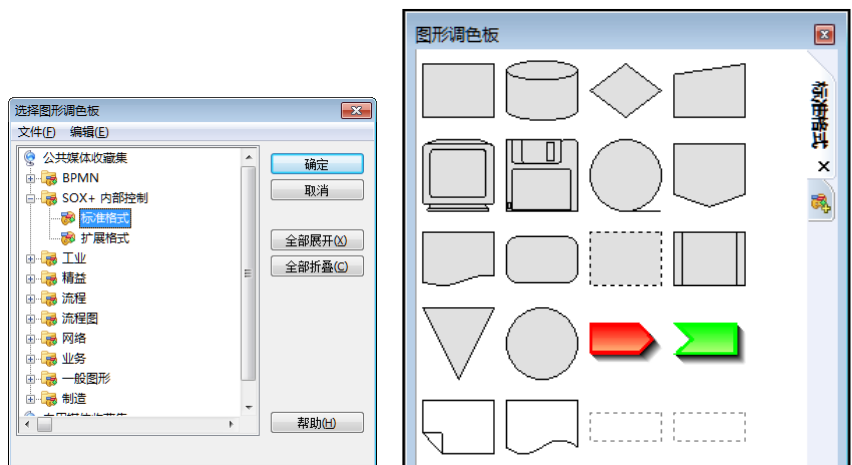 选择图形调色板
文件(F) 编辑(E)
公共媒体收藏集
BPMN
SOX+ 内部控制
标准格式
扩展格式
工业
精益
流程
流程图
网络
业务
一般图形
制造
确定
取消
全部展开(X)
全部折叠(C)
帮助(H)
图形调色板
标准格式